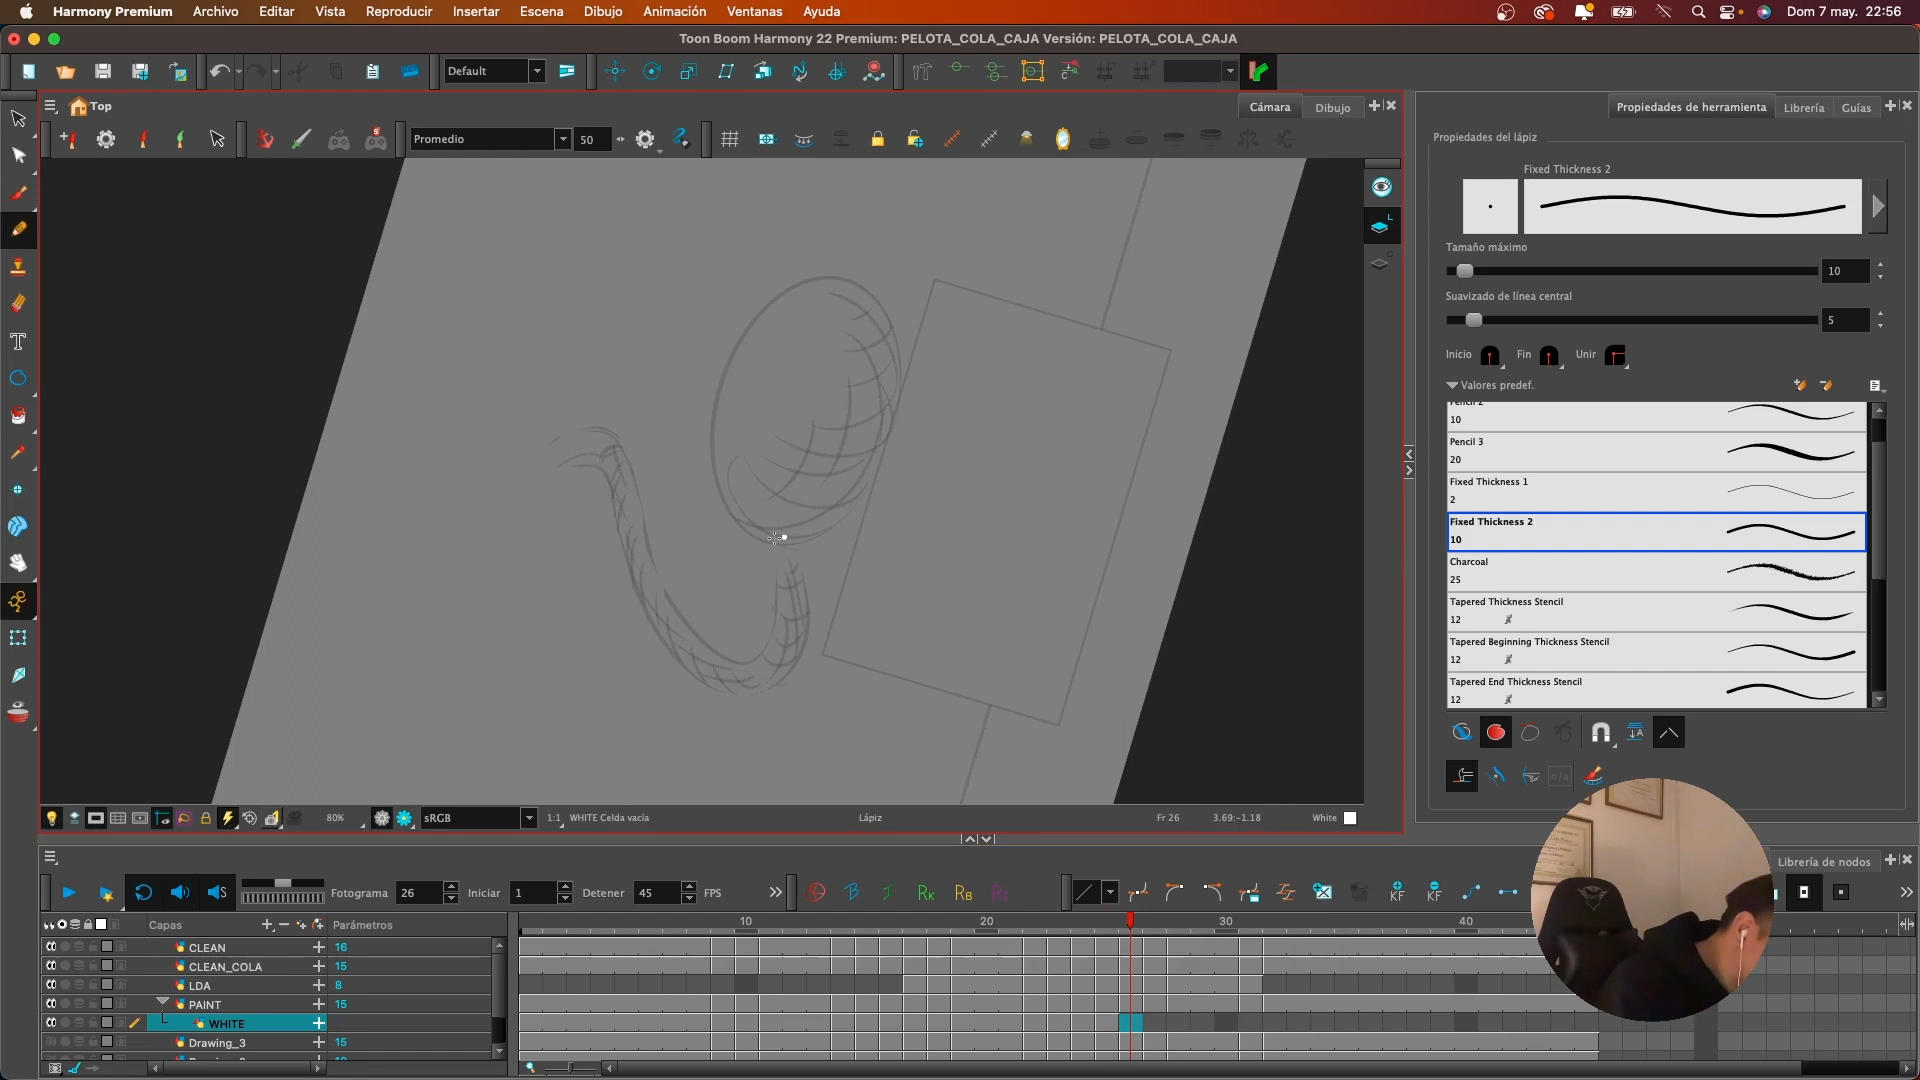 Harmony Premium Archivo Editar Vista Reproducir Insertar Escena Dibujo Animación Ventanas Ayuda Dom 7 may. 22:56
Toon Boom Harmony 22 Premium: PELOTA_COLA_CAJA Versión: PELOTA_COLA_CAJA
Default
Top Cámara Dibujo
Promedio 50
Propiedades de herramienta Librería Guías
Propiedades del lápiz
Fixed Thickness 2
Tamaño máximo
10
Suavizado de línea central
5
Inicio Fin Unir
Valores predef.
10
Pencil 3
20
Fixed Thickness 1
2
Fixed Thickness 2
10
Charcoal
25
Tapered Thickness Stencil
12
Tapered Beginning Thickness Stencil
12
Tapered End Thickness Stencil
12
n/a
80% sRGB 1:1 WHITE Celda vacía Lápiz Fr 26 3.69:-1.18 White
Librería de nodos
Fotograma 26 Iniciar 1 Detener 45 FPS
Capas Parámetros 10 20 30 40
CLEAN 16
CLEAN_COLA 15
LDA 8
PAINT 15
WHITE
Drawing_3 15